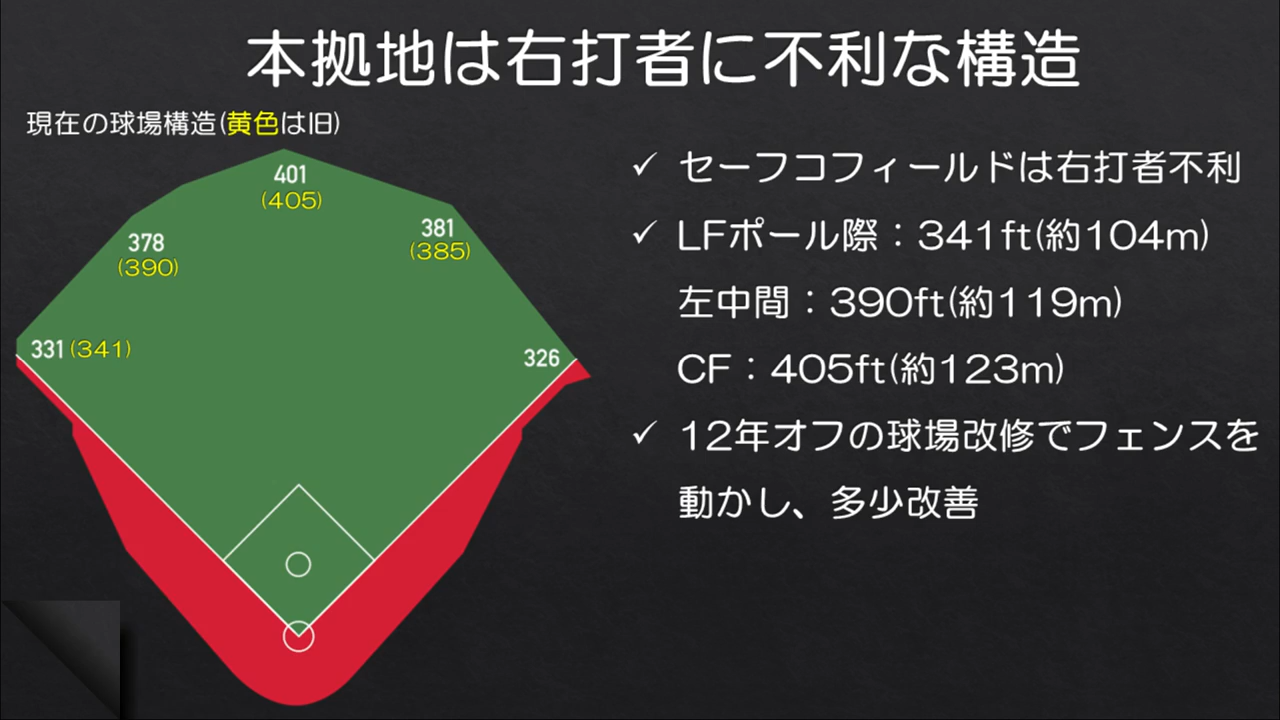 本拠地は右打者に不利な構造
現在の球場構造(黄色は旧)
401
(405)
378
(390)
381
(385)
331 (341)
326
✓ セーフコフィールドは右打者不利
✓ LFポール際：341ft(約104m)
左中間：390ft(約119m)
CF：405ft(約123m)
✓ 12年オフの球場改修でフェンスを
動かし、多少改善